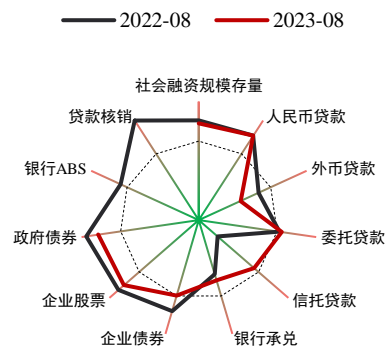 2022-08
2023-08
社会融资规模存量
贷款核销
人民币贷款
银行ABS
外币贷款
政府债券
委托贷款
企业股票
信托贷款
企业债券
银行承兑